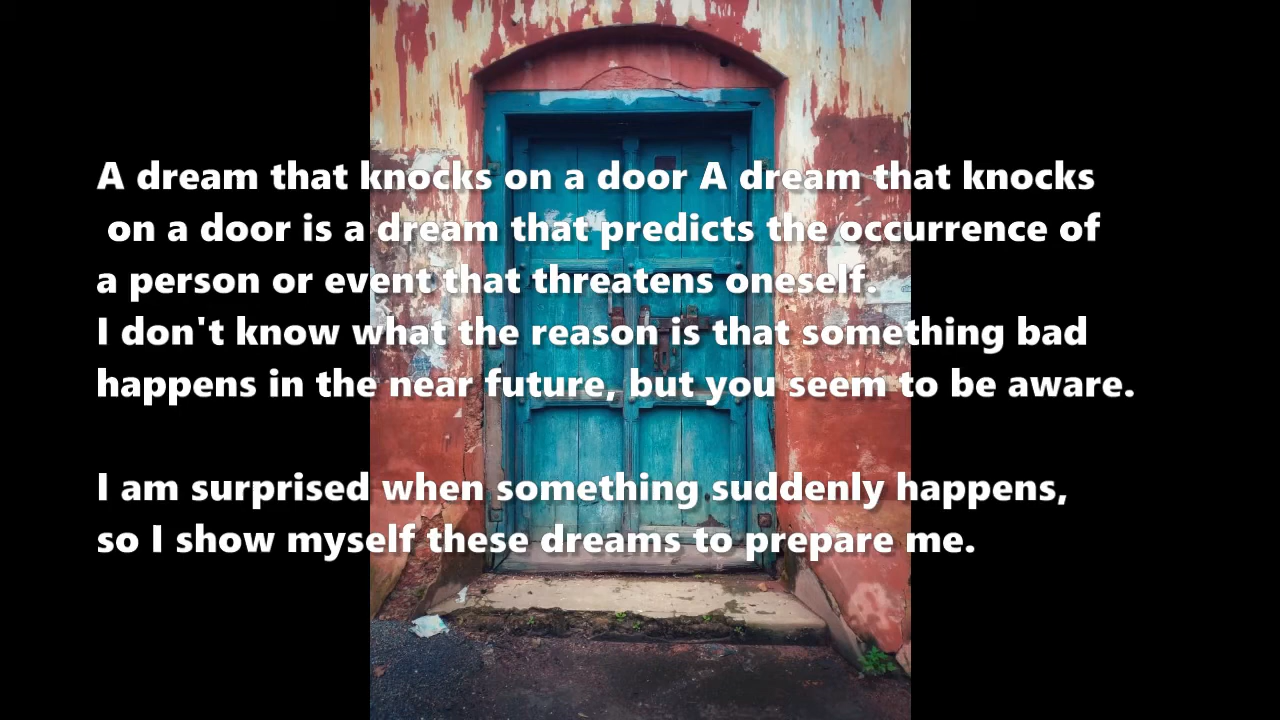 A dream that knocks on a door A dream that knocks
on a door is a dream that predicts the occurrence of
a person or event that threatens oneself.
I don't know what the reason is that something bad
happens in the near future, but you seem to be aware.
I am surprised when something suddenly happens,
so I show myself these dreams to prepare me.